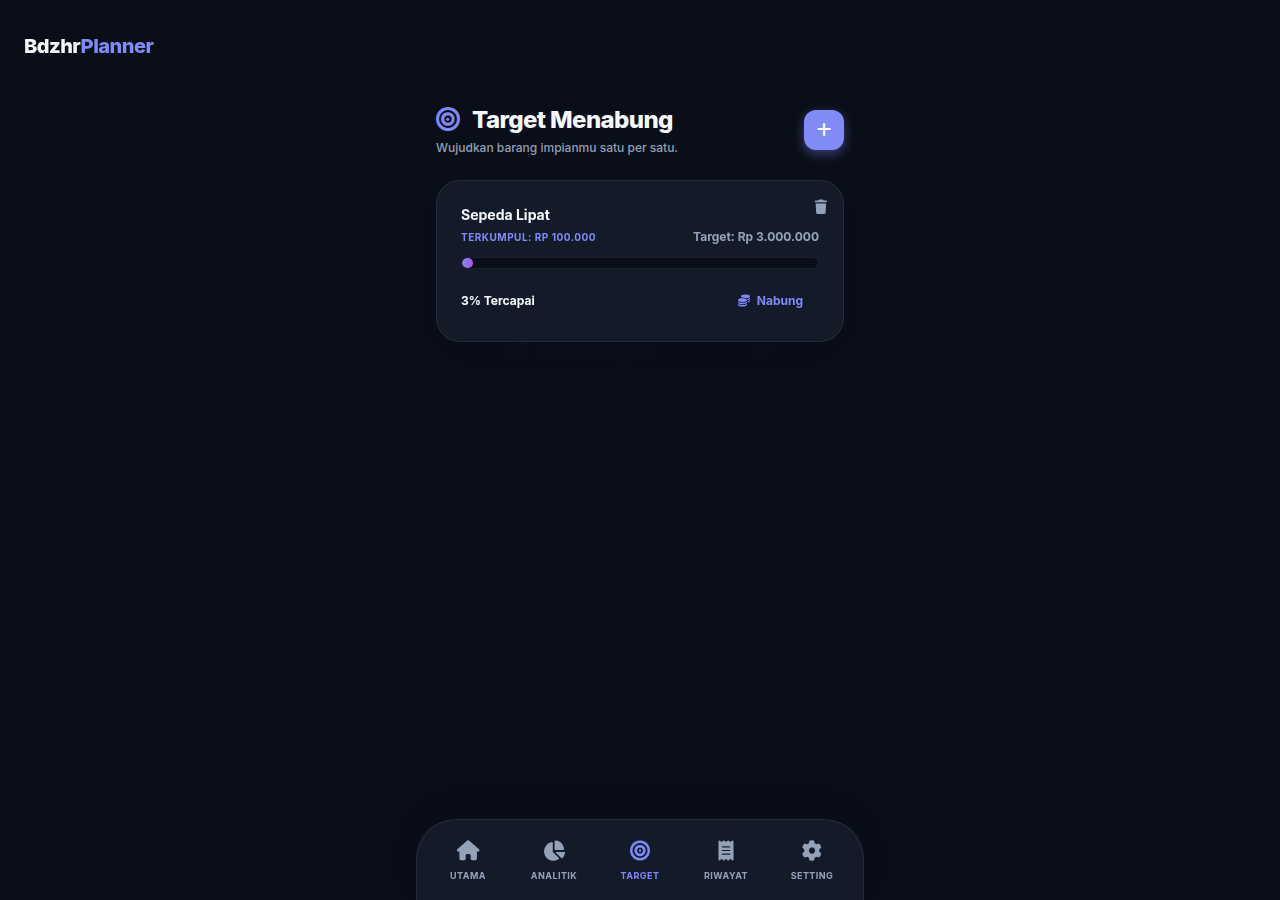 BdzhrPlanner
Target Menabung
Wujudkan barang impianmu satu per satu.
Sepeda Lipat
TERKUMPUL: RP 100.000
Target: Rp 3.000.000
3% Tercapai
Nabung
UTAMA
ANALITIK
TARGET
RIWAYAT
SETTING